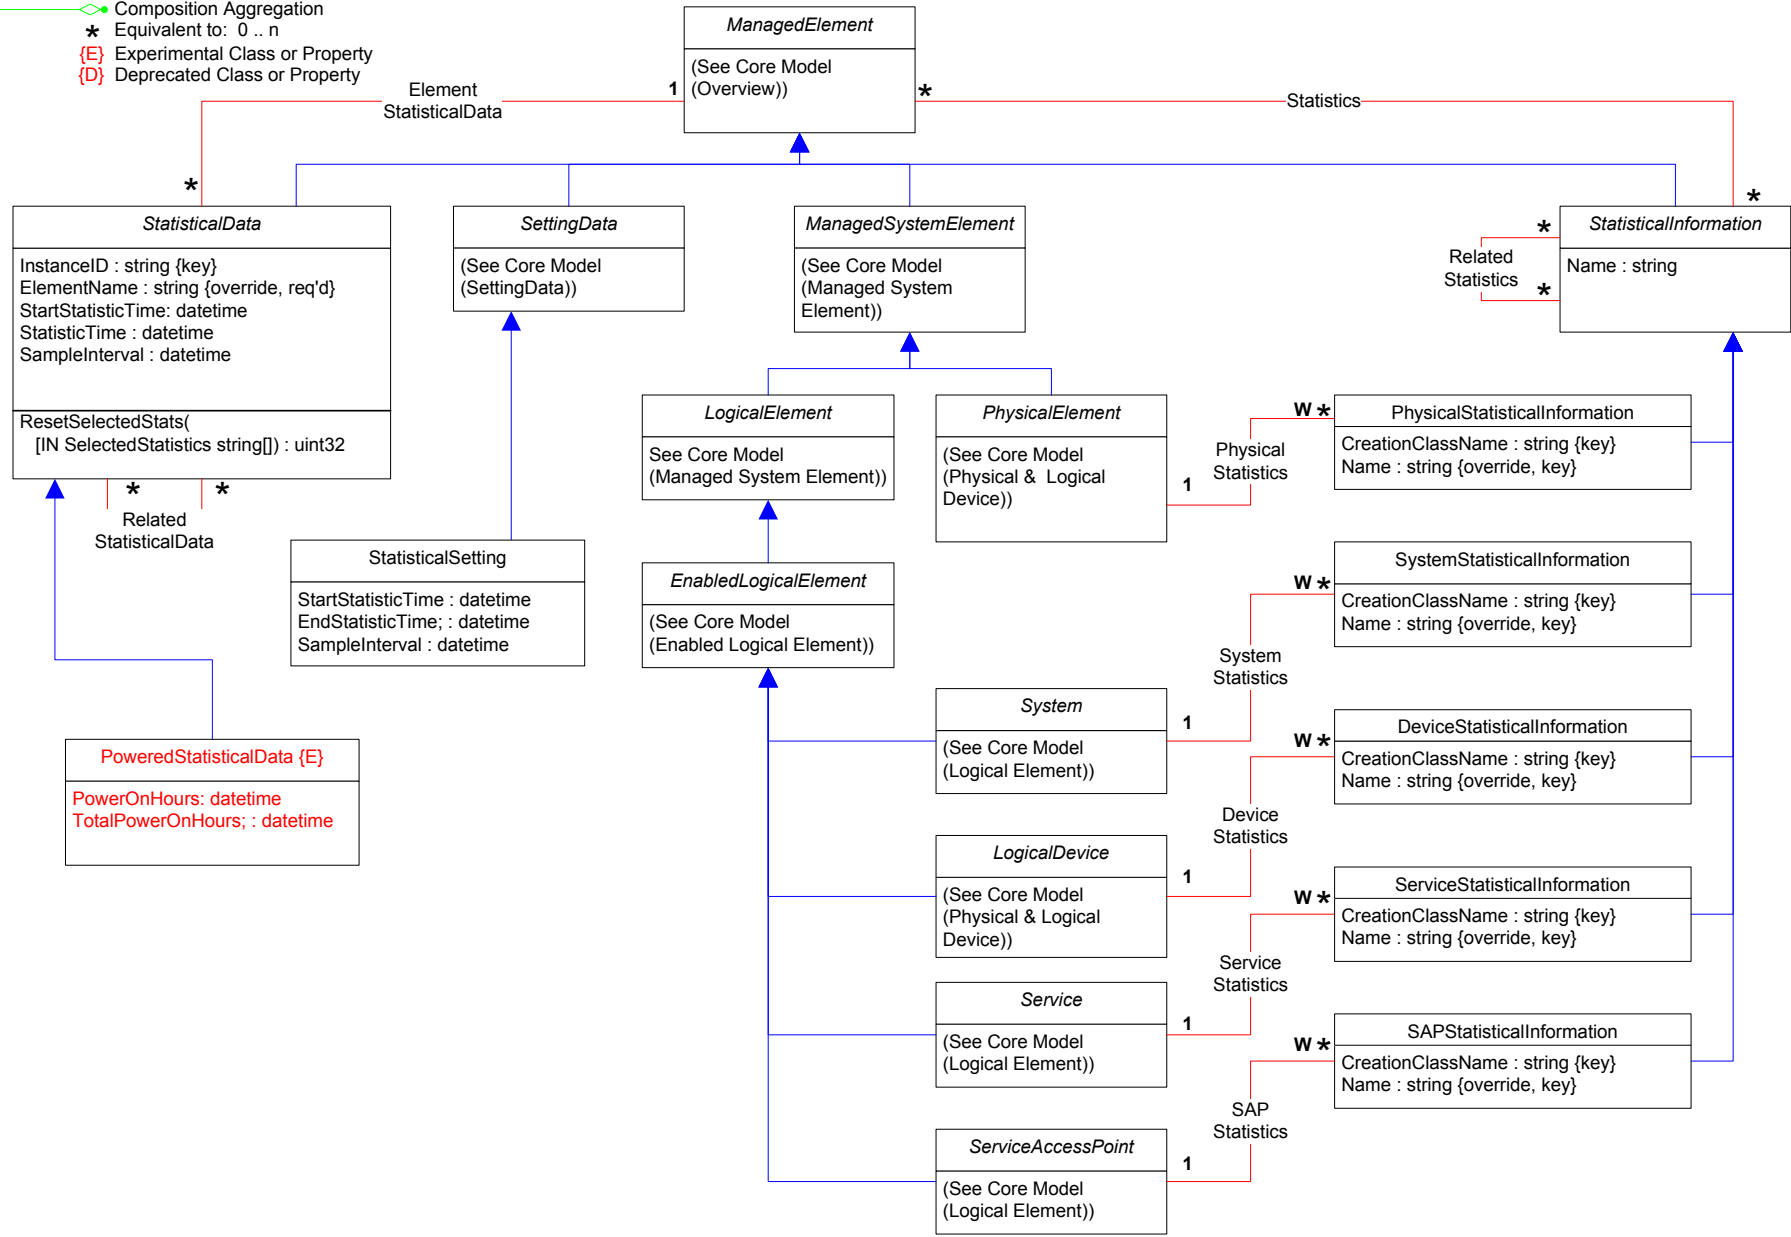 Composition Aggregation
* Equivalent to: 0 .. n
{E} Experimental Class or Property
{D} Deprecated Class or Property
ManagedElement
(See Core Model
(Overview))
Element
StatisticalData
1
*
*
Statistics
*
StatisticalData
InstanceID : string {key}
ElementName : string {override, req'd}
StartStatisticTime: datetime
StatisticTime : datetime
SampleInterval : datetime
ResetSelectedStats(
[IN SelectedStatistics string[]) : uint32
*
*
Related
StatisticalData
SettingData
(See Core Model
(SettingData))
ManagedSystemElement
(See Core Model
(Managed System
Element))
StatisticalInformation
Name : string
*
Related
Statistics
*
LogicalElement
See Core Model
(Managed System Element))
PhysicalElement
(See Core Model
(Physical & Logical
Device))
1
Physical
Statistics
W *
PhysicalStatisticalInformation
CreationClassName : string {key}
Name : string {override, key}
StatisticalSetting
StartStatisticTime : datetime
EndStatisticTime; : datetime
SampleInterval : datetime
EnabledLogicalElement
(See Core Model
(Enabled Logical Element))
W *
SystemStatisticalInformation
CreationClassName : string {key}
Name : string {override, key}
System
Statistics
System
(See Core Model
(Logical Element))
1
W *
DeviceStatisticalInformation
CreationClassName : string {key}
Name : string {override, key}
PoweredStatisticalData {E}
PowerOnHours: datetime
TotalPowerOnHours; : datetime
Device
Statistics
LogicalDevice
(See Core Model
(Physical & Logical
Device))
1
W *
ServiceStatisticalInformation
CreationClassName : string {key}
Name : string {override, key}
Service
Statistics
Service
(See Core Model
(Logical Element))
1
W *
SAPStatisticalInformation
CreationClassName : string {key}
Name : string {override, key}
SAP
Statistics
ServiceAccessPoint
(See Core Model
(Logical Element))
1